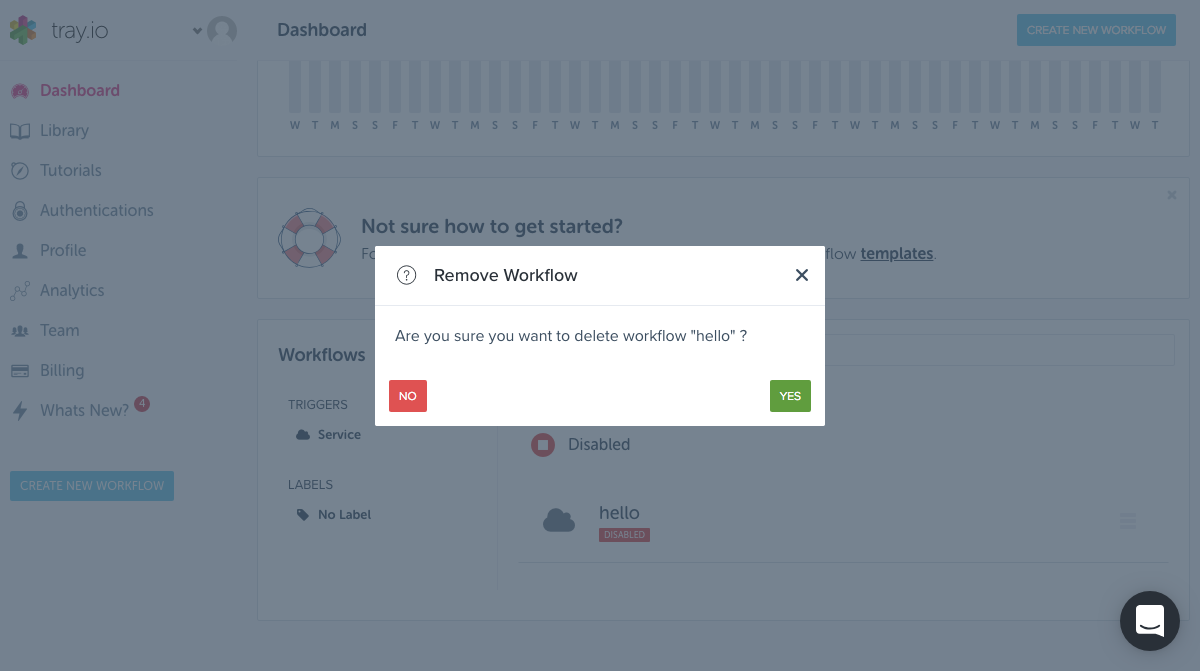 tray.io
Dashboard
CREATE NEW WORKFLOW
Dashboard
Library
Tutorials
Authentications
Profile
Analytics
Team
Billing
Whats New? 4
CREATE NEW WORKFLOW
W T M S S F T W T M S S F T W T M S S F T W T M S S F T W T M S S F T W T M S S F T W T
Not sure how to get started?
flow templates.
Remove Workflow
Are you sure you want to delete workflow "hello" ?
NO
YES
Workflows
TRIGGERS
Service
LABELS
No Label
Disabled
hello
DISABLED